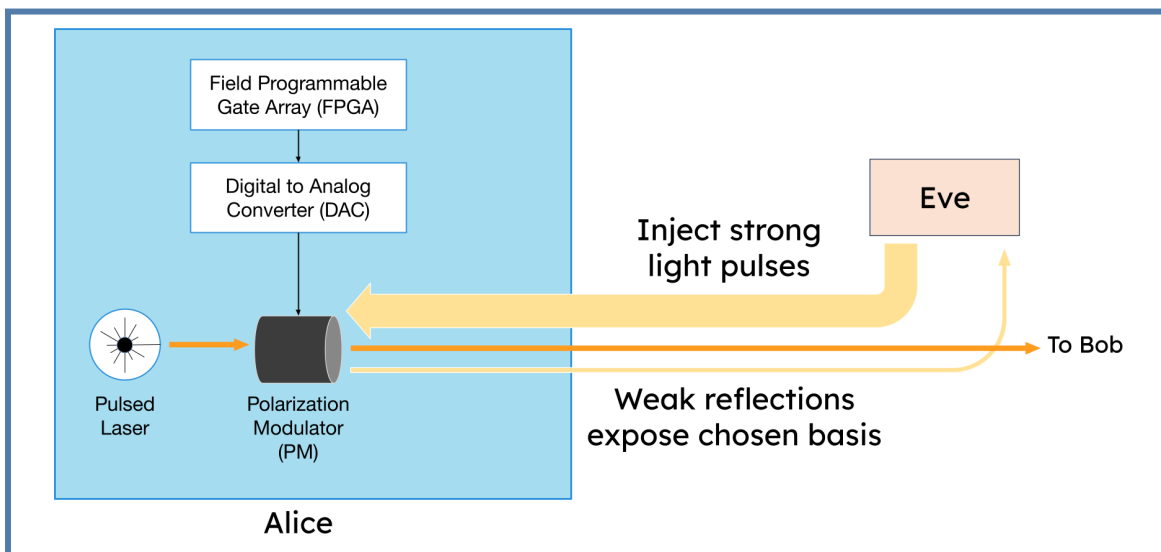 Field Programmable
Gate Array (FPGA)
Digital to Analog
Converter (DAC)
Eve
Inject strong
light pulses
To Bob
Pulsed
Laser
Polarization
Modulator
(PM)
Weak reflections
expose chosen basis
Alice